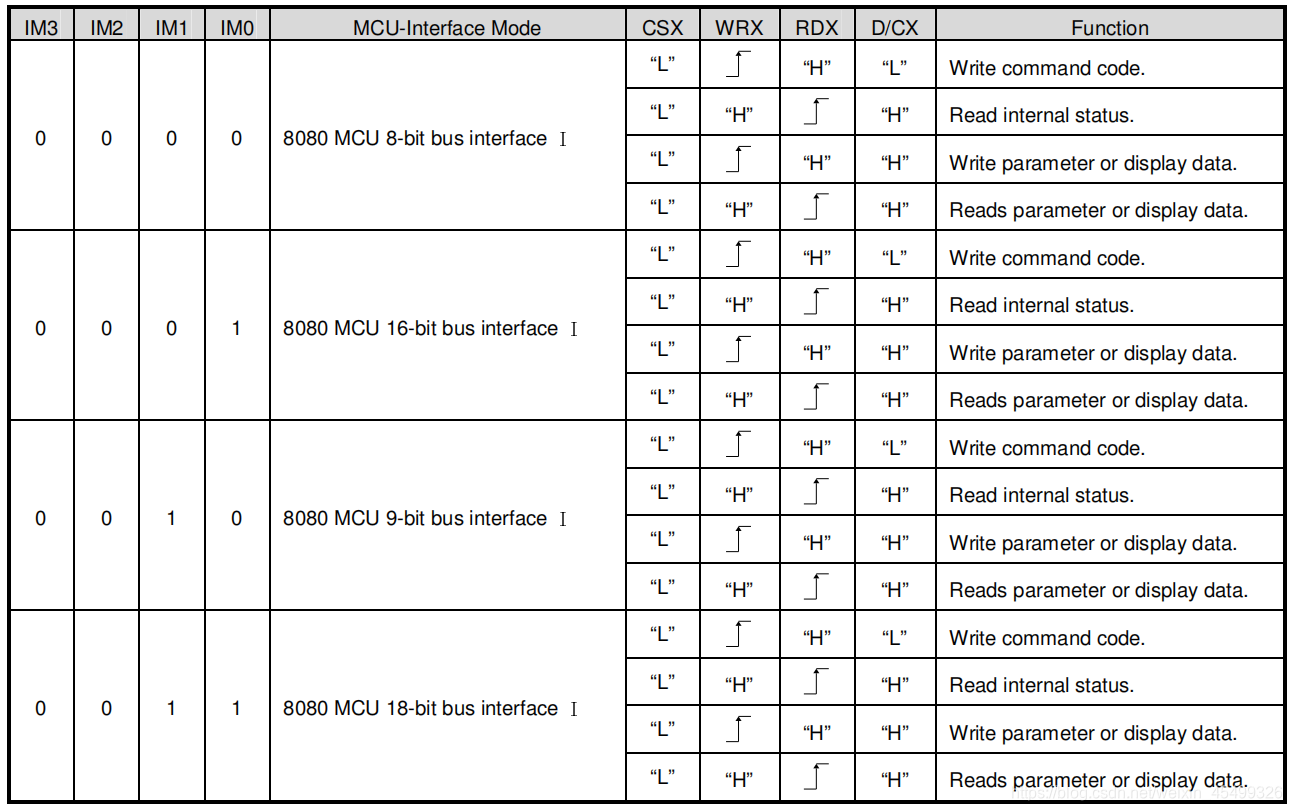 IM3 IM2 IM1 IM0 MCU-Interface Mode CSX WRX RDX D/CX Function
“L” “H” “L” Write command code.
“L” “H” “H” Read internal status.
0 0 0 0 8080 MCU 8-bit bus interface Ⅰ
“L” “H” “H” Write parameter or display data.
“L” “H” “H” Reads parameter or display data.
“L” “H” “L” Write command code.
“L” “H” “H” Read internal status.
0 0 0 1 8080 MCU 16-bit bus interface Ⅰ
“L” “H” “H” Write parameter or display data.
“L” “H” “H” Reads parameter or display data.
“L” “H” “L” Write command code.
“L” “H” “H” Read internal status.
0 0 1 0 8080 MCU 9-bit bus interface Ⅰ
“L” “H” “H” Write parameter or display data.
“L” “H” “H” Reads parameter or display data.
“L” “H” “L” Write command code.
“L” “H” “H” Read internal status.
0 0 1 1 8080 MCU 18-bit bus interface Ⅰ
“L” “H” “H” Write parameter or display data.
“L” “H” “H” Reads parameter or display data.